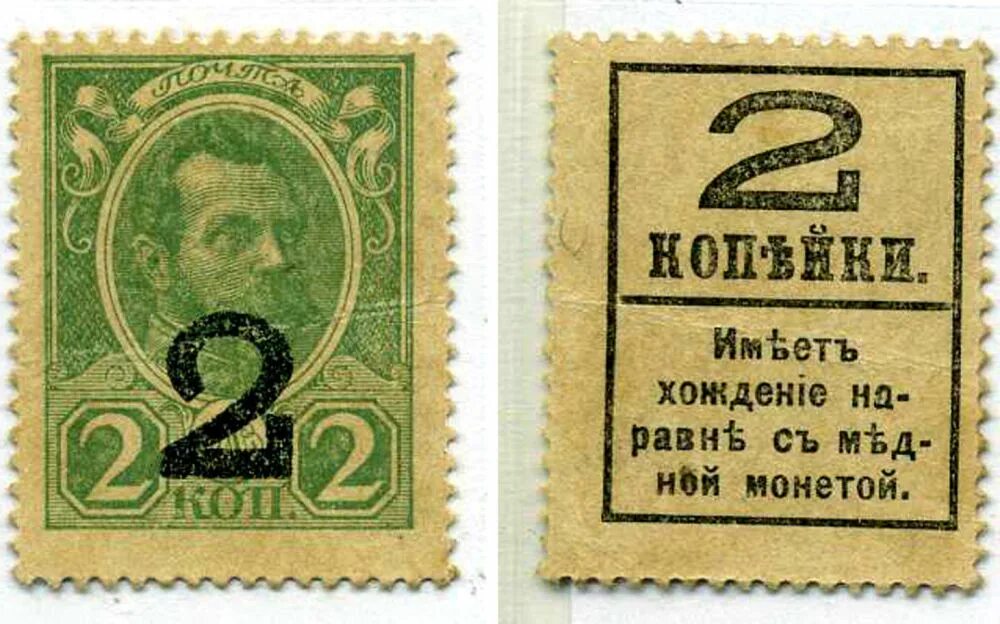 ПОЧТА
2
2 КОП. 2
2
КОПѢЙКИ.
Имѣетъ
хожденіе на-
равнѣ съ мѣд-
ной монетой.